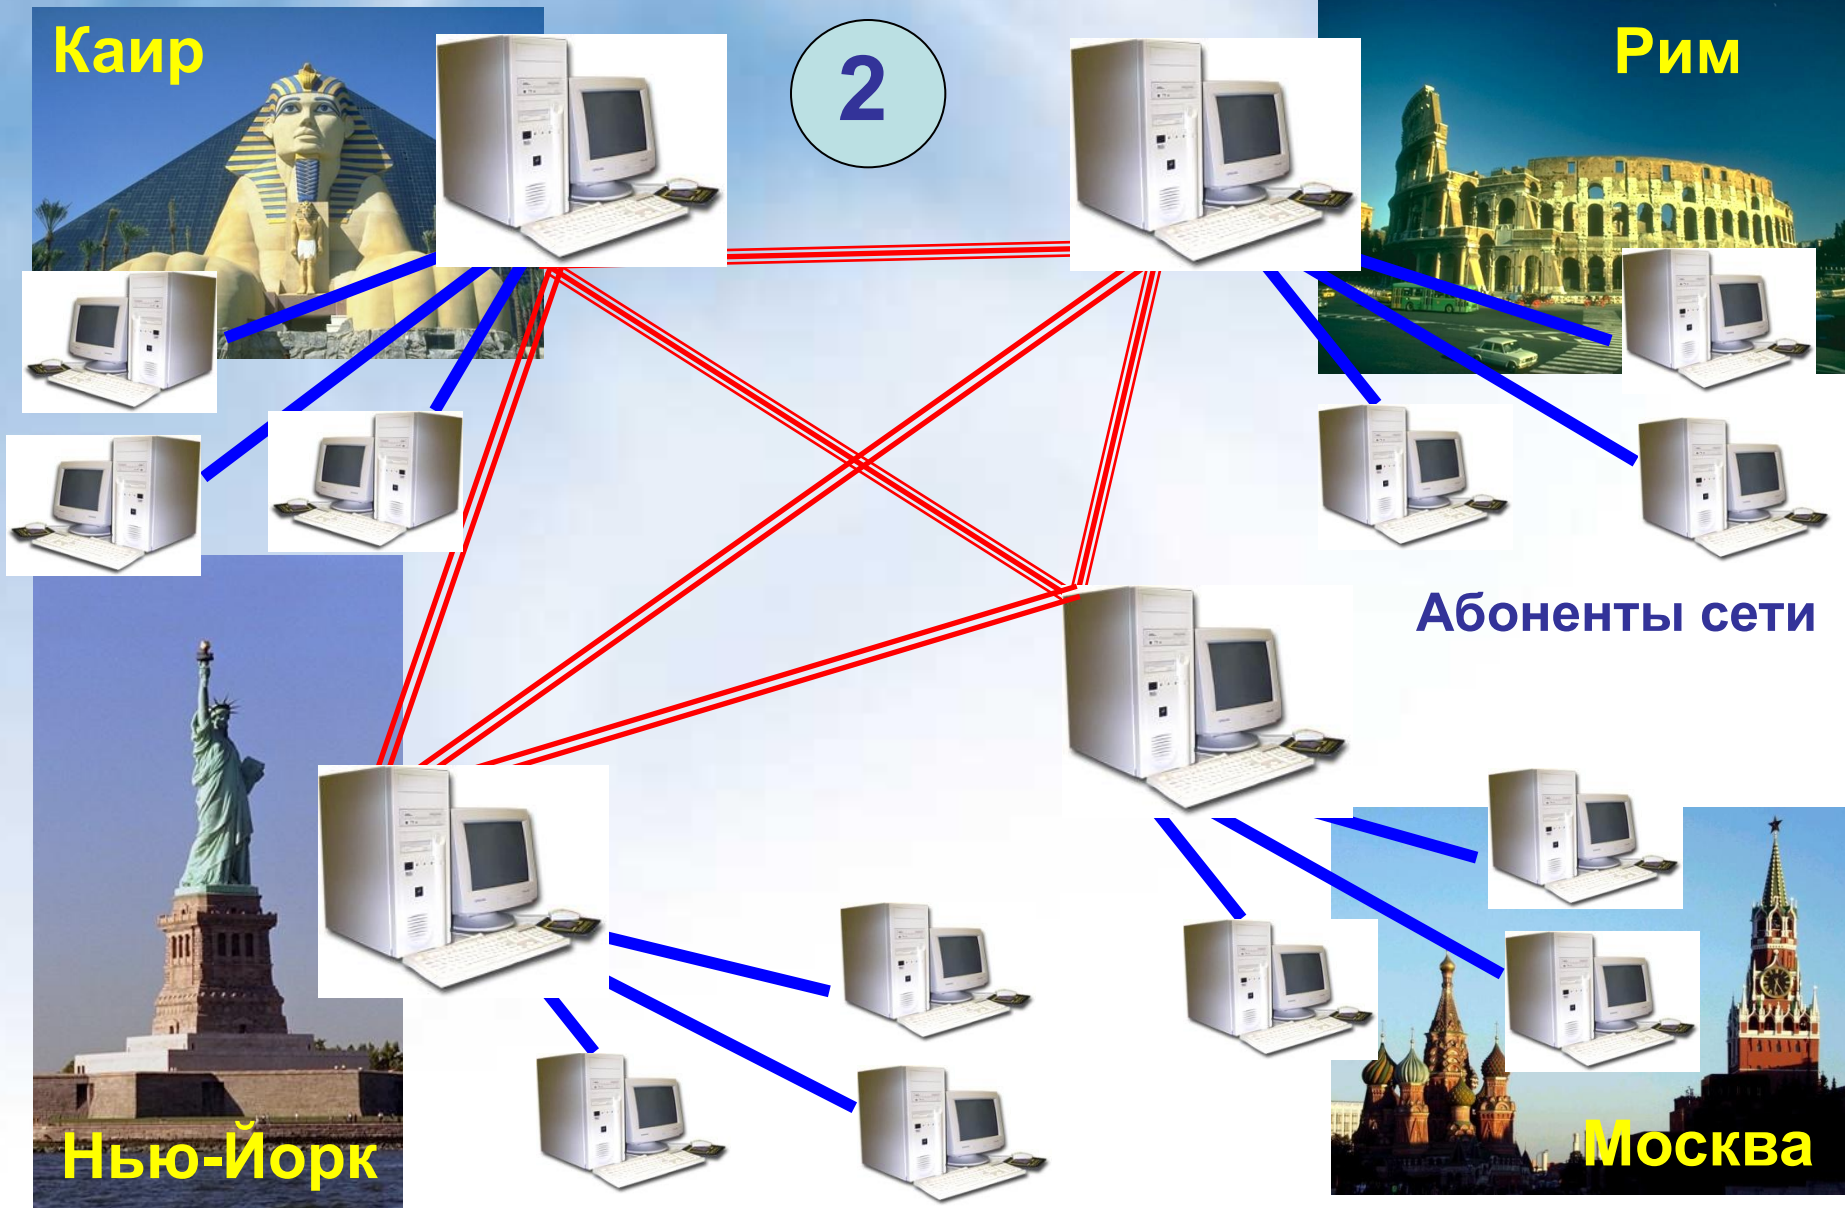 Каир
2
Рим
Абоненты сети
Нью-Йорк
Москва